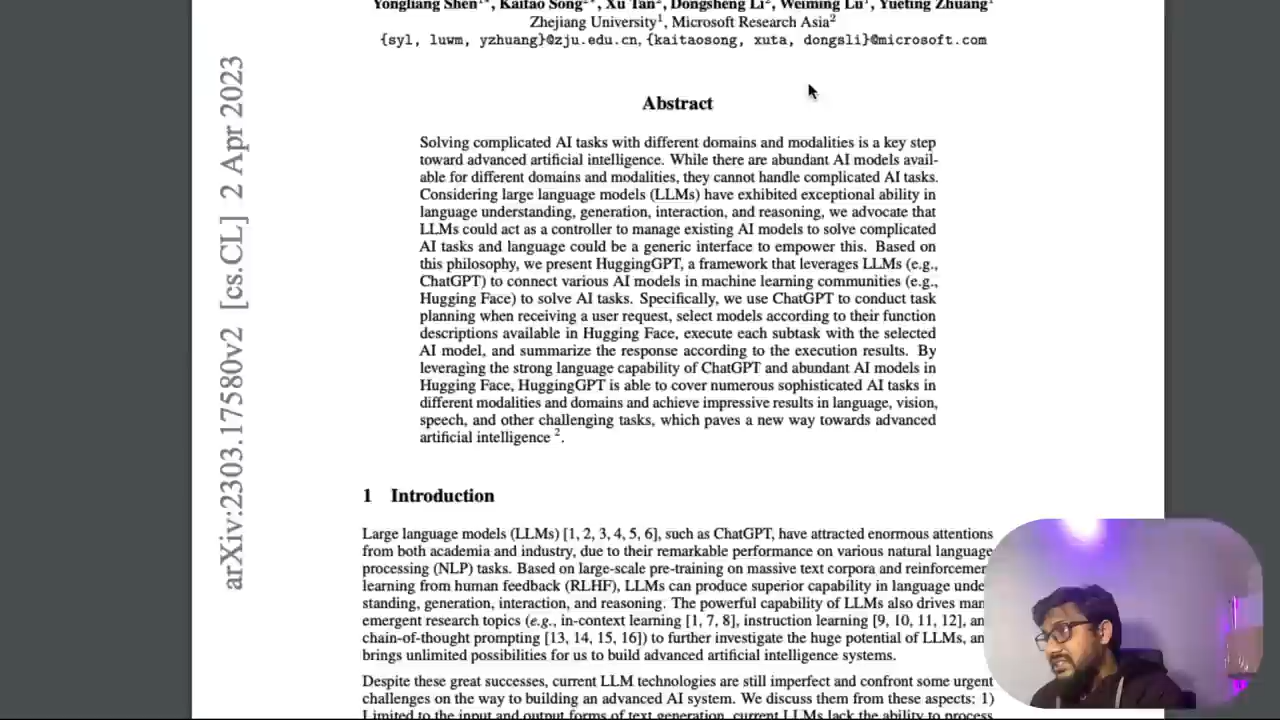 Yongliang Shen1*, Kaitao Song2*, Xu Tan2, Dongsheng Li2, Weiming Lu1, Yueting Zhuang1
Zhejiang University1, Microsoft Research Asia2
{syl, luwm, yzhuang}@zju.edu.cn, {kaitaosong, xuta, dongsli}@microsoft.com
arXiv:2303.17580v2 [cs.CL] 2 Apr 2023
Abstract
Solving complicated AI tasks with different domains and modalities is a key step
toward advanced artificial intelligence. While there are abundant AI models avail-
able for different domains and modalities, they cannot handle complicated AI tasks.
Considering large language models (LLMs) have exhibited exceptional ability in
language understanding, generation, interaction, and reasoning, we advocate that
LLMs could act as a controller to manage existing AI models to solve complicated
AI tasks and language could be a generic interface to empower this. Based on
this philosophy, we present HuggingGPT, a framework that leverages LLMs (e.g.,
ChatGPT) to connect various AI models in machine learning communities (e.g.,
Hugging Face) to solve AI tasks. Specifically, we use ChatGPT to conduct task
planning when receiving a user request, select models according to their function
descriptions available in Hugging Face, execute each subtask with the selected
AI model, and summarize the response according to the execution results. By
leveraging the strong language capability of ChatGPT and abundant AI models in
Hugging Face, HuggingGPT is able to cover numerous sophisticated AI tasks in
different modalities and domains and achieve impressive results in language, vision,
speech, and other challenging tasks, which paves a new way towards advanced
artificial intelligence 2.
1 Introduction
Large language models (LLMs) [1, 2, 3, 4, 5, 6], such as ChatGPT, have attracted enormous attentions
from both academia and industry, due to their remarkable performance on various natural language
processing (NLP) tasks. Based on large-scale pre-training on massive text corpora and reinforcemen
learning from human feedback (RLHF), LLMs can produce superior capability in language unde
standing, generation, interaction, and reasoning. The powerful capability of LLMs also drives man
emergent research topics (e.g., in-context learning [1, 7, 8], instruction learning [9, 10, 11, 12], an
chain-of-thought prompting [13, 14, 15, 16]) to further investigate the huge potential of LLMs, an
brings unlimited possibilities for us to build advanced artificial intelligence systems.
Despite these great successes, current LLM technologies are still imperfect and confront some urgent
challenges on the way to building an advanced AI system. We discuss them from these aspects: 1)
Limited to the input and output forms of text generation, current LLMs lack the ability to process